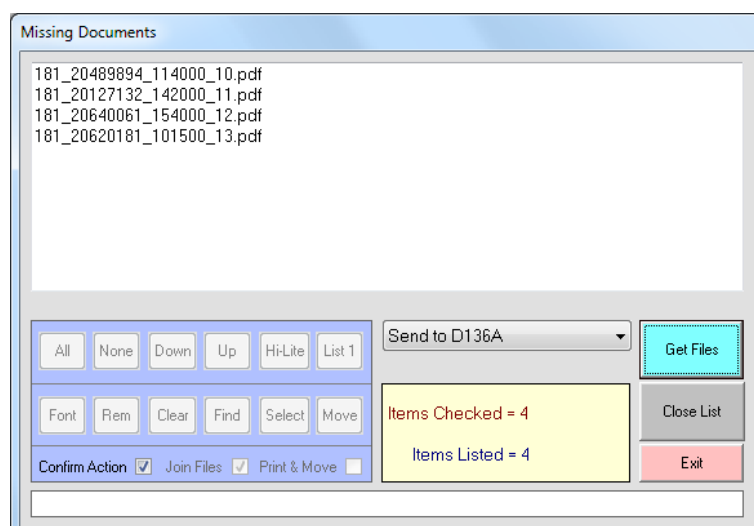 Missing Documents
181_20489894_114000_10.pdf
181_20127132_142000_11.pdf
181_20640061_154000_12.pdf
181_20620181_101500_13.pdf
All None Down Up Hi-Lite List 1
Send to D136A
Get Files
Font Rem Clear Find Select Move
Items Checked = 4
Items Listed = 4
Close List
Confirm Action Join Files Print & Move
Exit